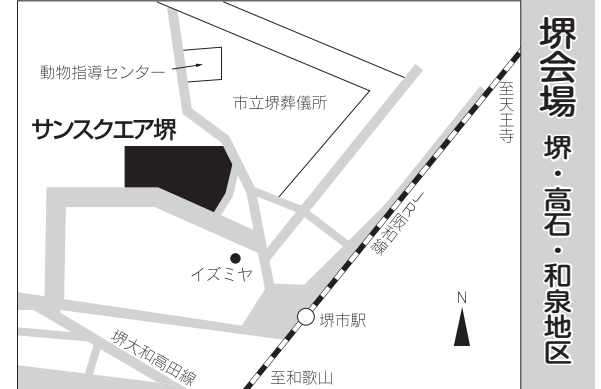 堺会場 堺・高石・和泉地区
動物指導センター
市立堺葬儀所
サンスクエア堺
至天王寺
JR阪和線
イズミヤ
N
堺市駅
堺大和高田線
至和歌山